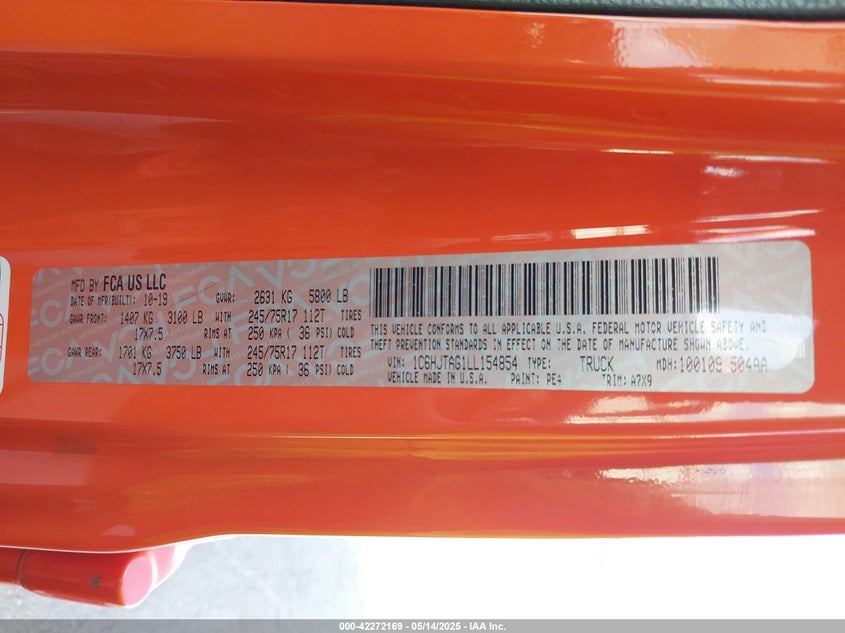 MFD BY FCA US LLC
DATE OF MFR(BUILT): 10-19 GVWR: 2631 KG 5800 LB
GAWR FRONT: 1407 KG 3100 LB WITH 245/75R17 112T TIRES
17X7.5 RIMS AT 250 KPA ( 36 PSI) COLD
GAWR REAR: 1701 KG 3750 LB WITH 245/75R17 112T TIRES
17X7.5 RIMS AT 250 KPA ( 36 PSI) COLD
THIS VEHICLE CONFORMS TO ALL APPLICABLE U.S.A. FEDERAL MOTOR VEHICLE SAFETY AND
THEFT PREVENTION STANDARDS IN EFFECT ON THE DATE OF MANUFACTURE SHOWN ABOVE.
VIN: 1C6HJTAG1LL154854 TYPE: TRUCK MDH: 100109 5049A
VEHICLE MADE IN U.S.A. PAINT: PE4 TRIM: A7X9
000-42272169 - 05/14/2025 - IAA Inc.